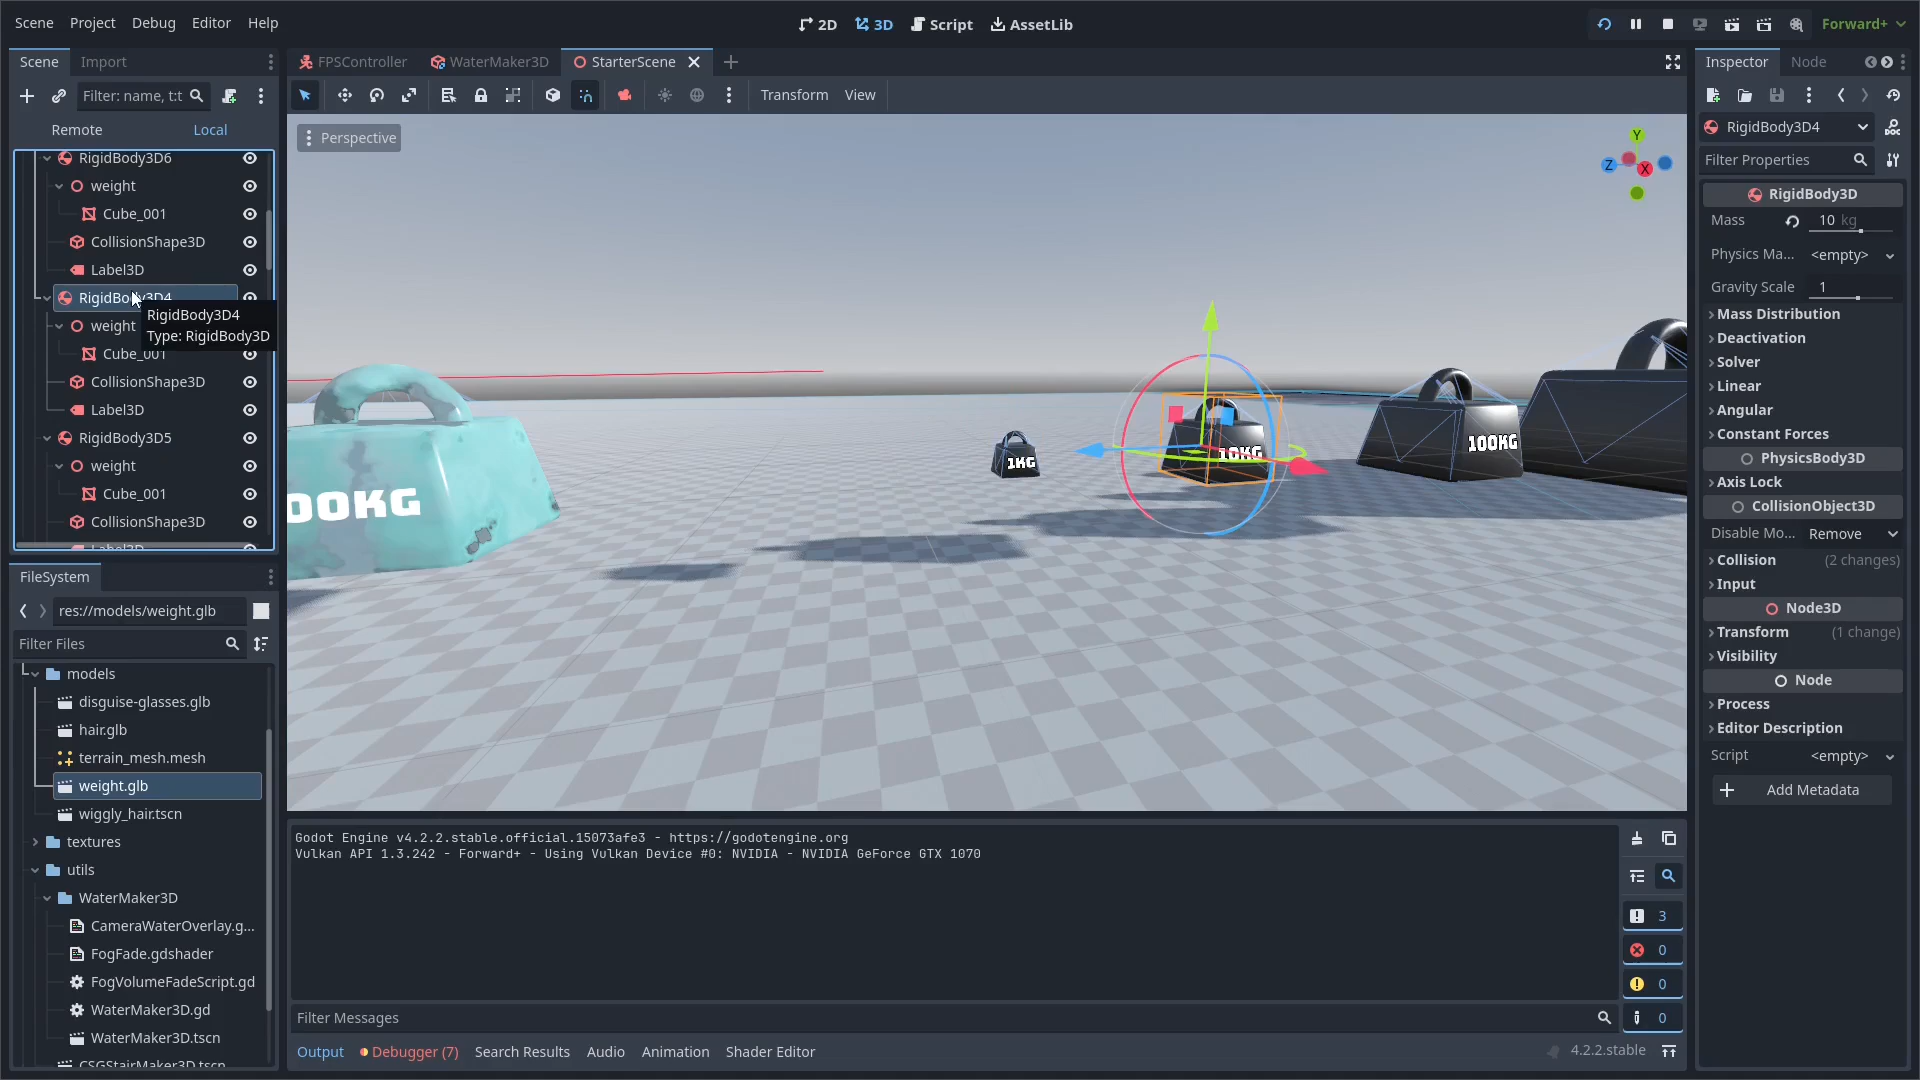 Scene Project Debug Editor Help
2D 3D Script AssetLib
Forward+
Scene Import
Filter: name, t:t
Remote Local
RigidBody3D6
weight
Cube_001
CollisionShape3D
Label3D
RigidBody3D4
RigidBody3D4
Type: RigidBody3D
weight
Cube_001
CollisionShape3D
Label3D
RigidBody3D5
weight
Cube_001
CollisionShape3D
Label3D
FileSystem
res://models/weight.glb
Filter Files
models
disguise-glasses.glb
hair.glb
terrain_mesh.mesh
weight.glb
wiggly_hair.tscn
textures
utils
WaterMaker3D
CameraWaterOverlay.g...
FogFade.gdshader
FogVolumeFadeScript.gd
WaterMaker3D.gd
WaterMaker3D.tscn
CSGStairMaker3D.tscn
FPSController WaterMaker3D StarterScene
Transform View
Perspective
Y
Z X
00KG
1KG
10KG
100KG
Godot Engine v4.2.2.stable.official.15073afe3 - https://godotengine.org
Vulkan API 1.3.242 - Forward+ - Using Vulkan Device #0: NVIDIA - NVIDIA GeForce GTX 1070
3
0
0
0
Filter Messages
Output Debugger (7) Search Results Audio Animation Shader Editor
4.2.2.stable
Inspector Node
RigidBody3D4
Filter Properties
RigidBody3D
Mass 10 kg
Physics Ma... <empty>
Gravity Scale 1
Mass Distribution
Deactivation
Solver
Linear
Angular
Constant Forces
PhysicsBody3D
Axis Lock
CollisionObject3D
Disable Mo... Remove
Collision (2 changes)
Input
Node3D
Transform (1 change)
Visibility
Node
Process
Editor Description
Script <empty>
Add Metadata